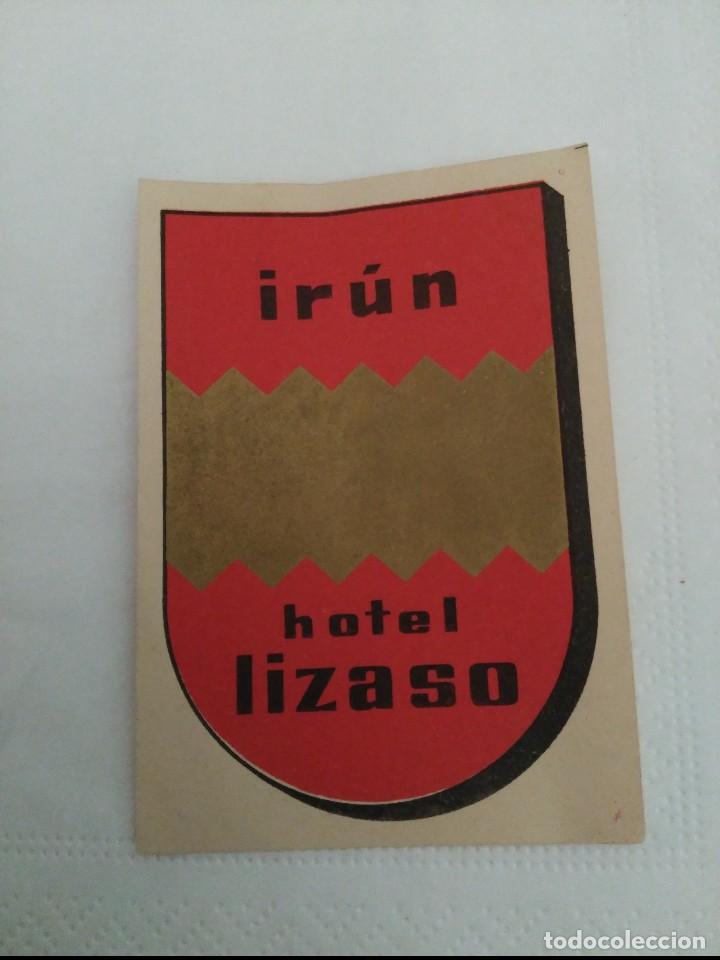 irún
hotel
lizaso
todocoleccion